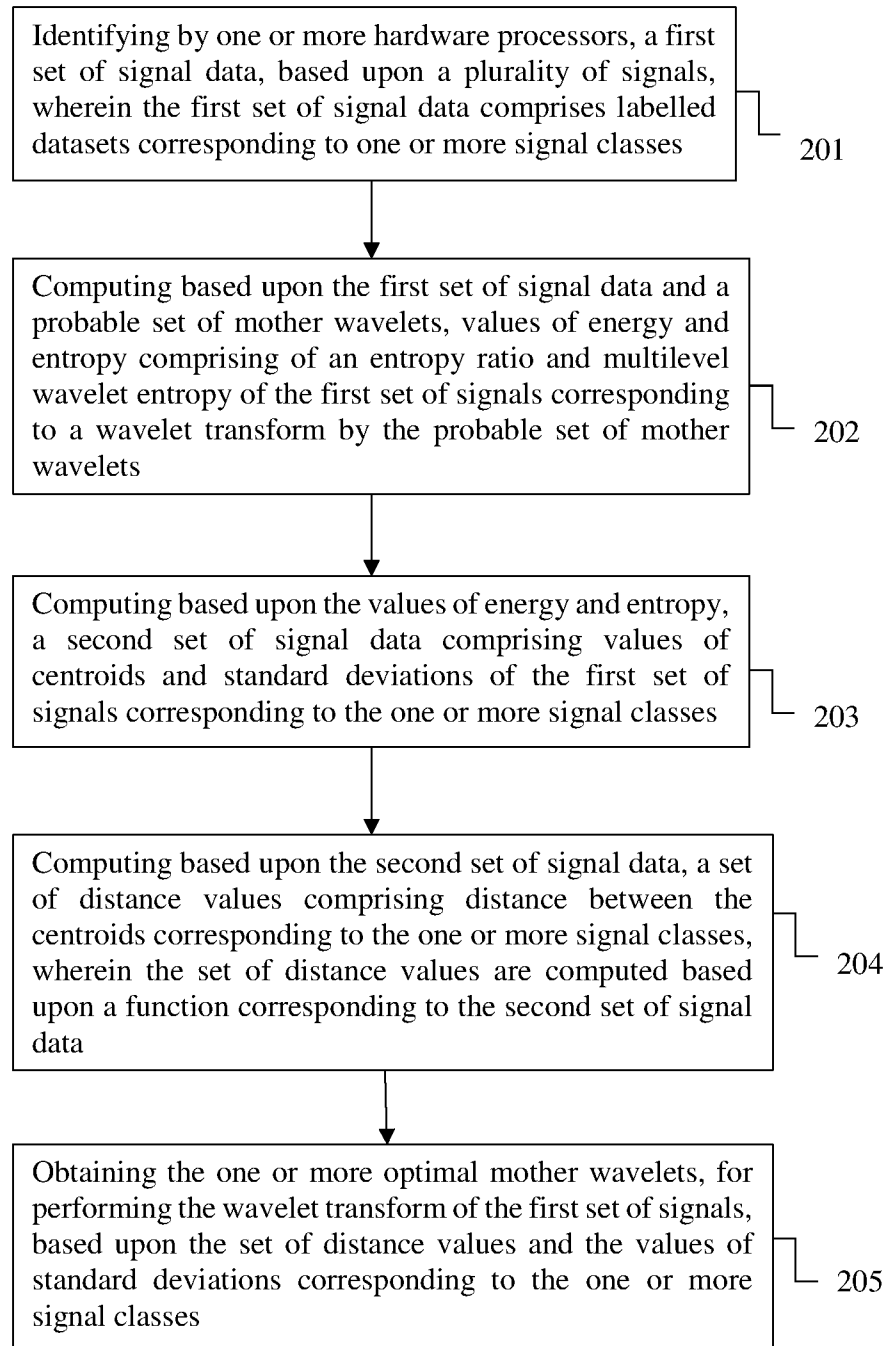 Identifying by one or more hardware processors, a first
set of signal data, based upon a plurality of signals,
wherein the first set of signal data comprises labelled
datasets corresponding to one or more signal classes
201
Computing based upon the first set of signal data and a
probable set of mother wavelets, values of energy and
entropy comprising of an entropy ratio and multilevel
wavelet entropy of the first set of signals corresponding
to a wavelet transform by the probable set of mother
wavelets
202
Computing based upon the values of energy and entropy,
a second set of signal data comprising values of
centroids and standard deviations of the first set of
signals corresponding to the one or more signal classes
203
Computing based upon the second set of signal data, a set
of distance values comprising distance between the
centroids corresponding to the one or more signal classes,
wherein the set of distance values are computed based
upon a function corresponding to the second set of signal
data
204
Obtaining the one or more optimal mother wavelets, for
performing the wavelet transform of the first set of signals,
based upon the set of distance values and the values of
standard deviations corresponding to the one or more
signal classes
205